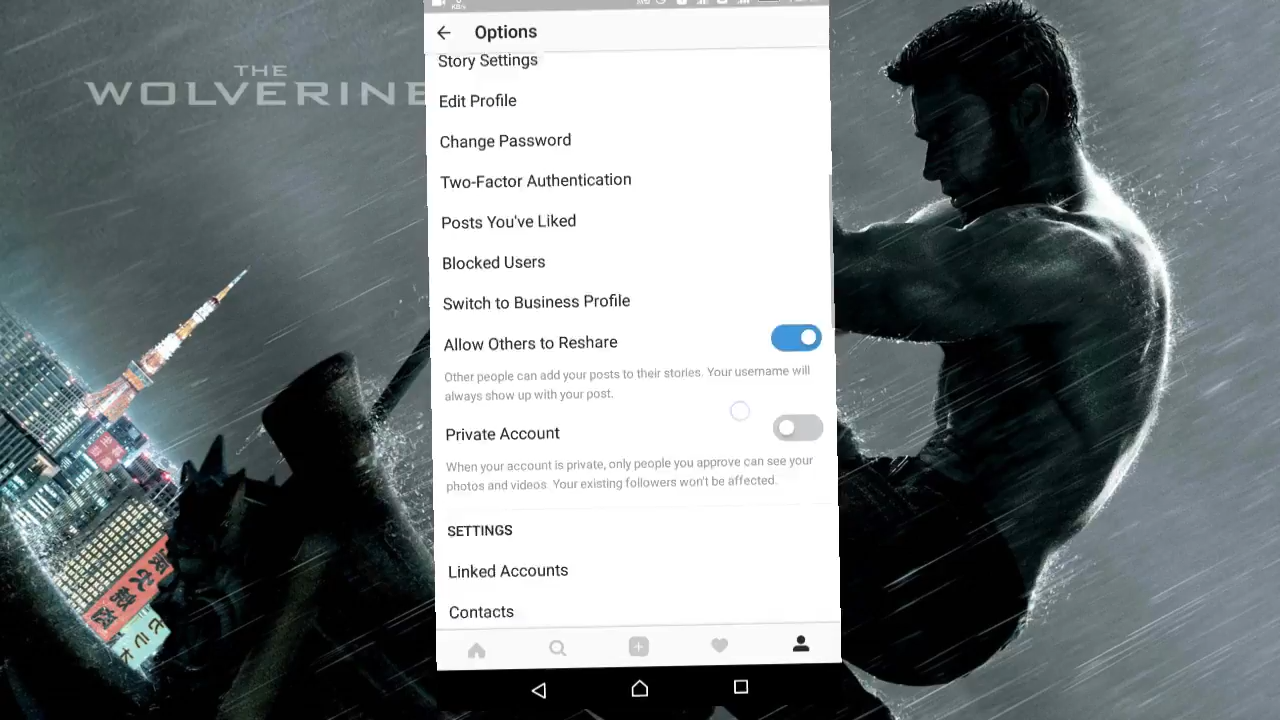 THE
WOLVERINE
KB/s
Options
Story Settings
Edit Profile
Change Password
Two-Factor Authentication
Posts You've Liked
Blocked Users
Switch to Business Profile
Allow Others to Reshare
Other people can add your posts to their stories. Your username will
always show up with your post.
Private Account
When your account is private, only people you approve can see your
photos and videos. Your existing followers won't be affected.
SETTINGS
Linked Accounts
Contacts